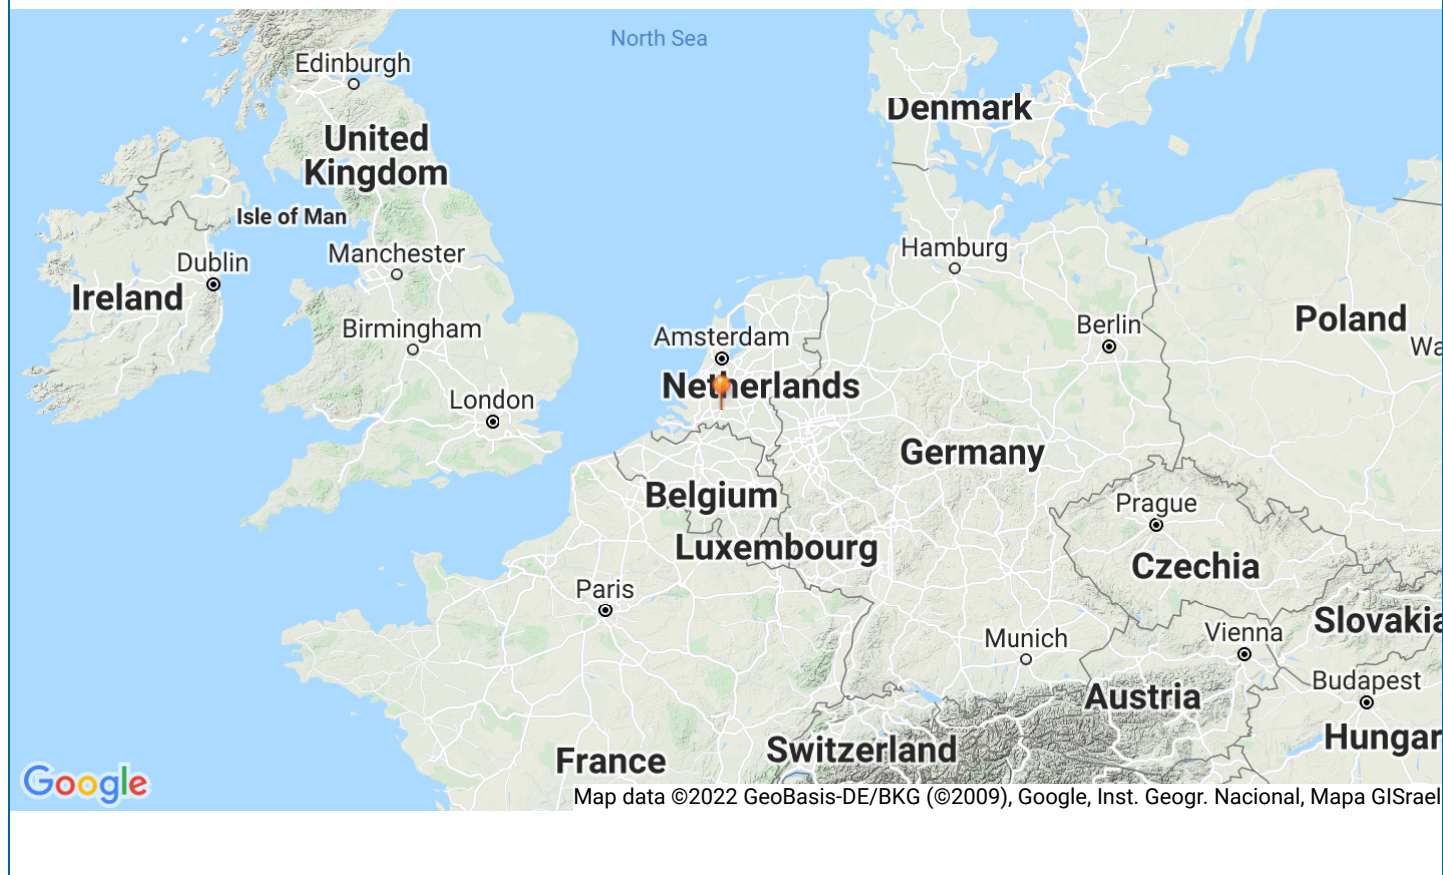 North Sea
Edinburgh
Denmark
United
Kingdom
Isle of Man
Manchester
Hamburg
Dublin
Ireland
Birmingham
Amsterdam
Berlin
Poland
Wa
Netherlands
London
Germany
Belgium
Prague
Luxembourg
Czechia
Paris
Slovakia
Munich
Vienna
Budapest
Austria
Hungar
Switzerland
France
Google
Map data ©2022 GeoBasis-DE/BKG (©2009), Google, Inst. Geogr. Nacional, Mapa GISrael